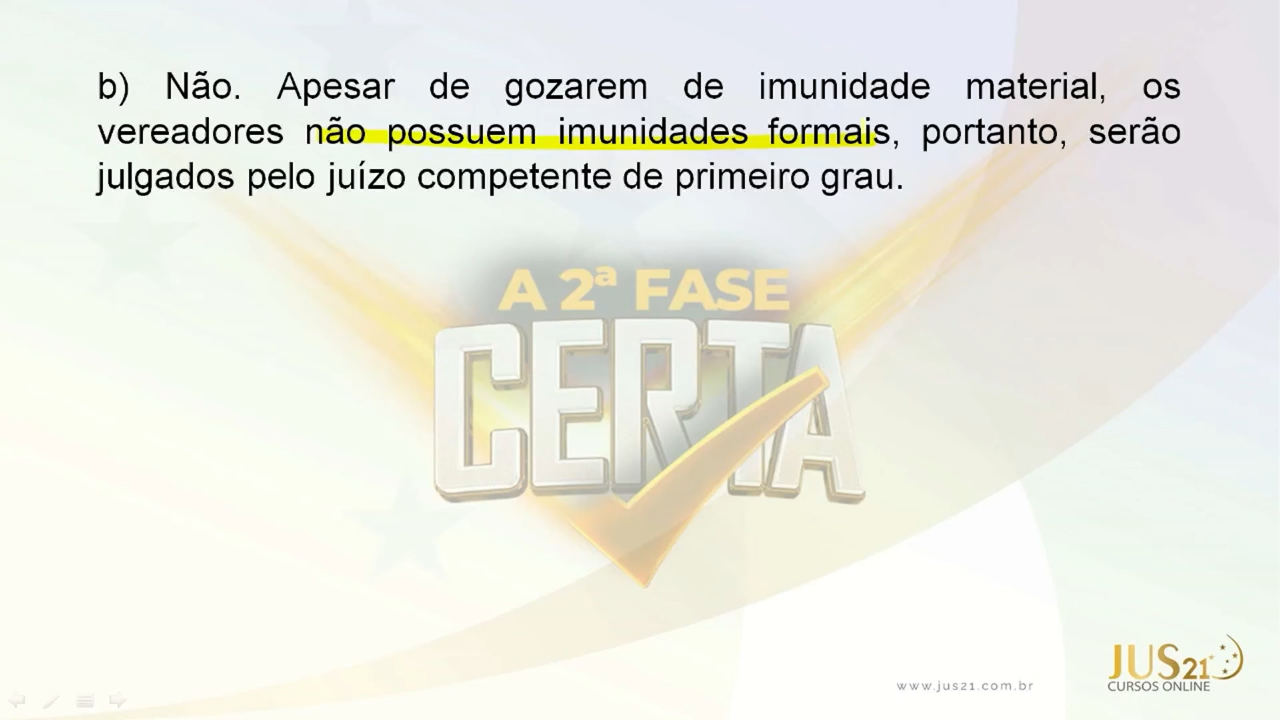 b) Não. Apesar de gozarem de imunidade material, os
vereadores não possuem imunidades formais, portanto, serão
julgados pelo juízo competente de primeiro grau.
A 2ª FASE
CERTA
www.jus21.com.br
JUS21
CURSOS ONLINE